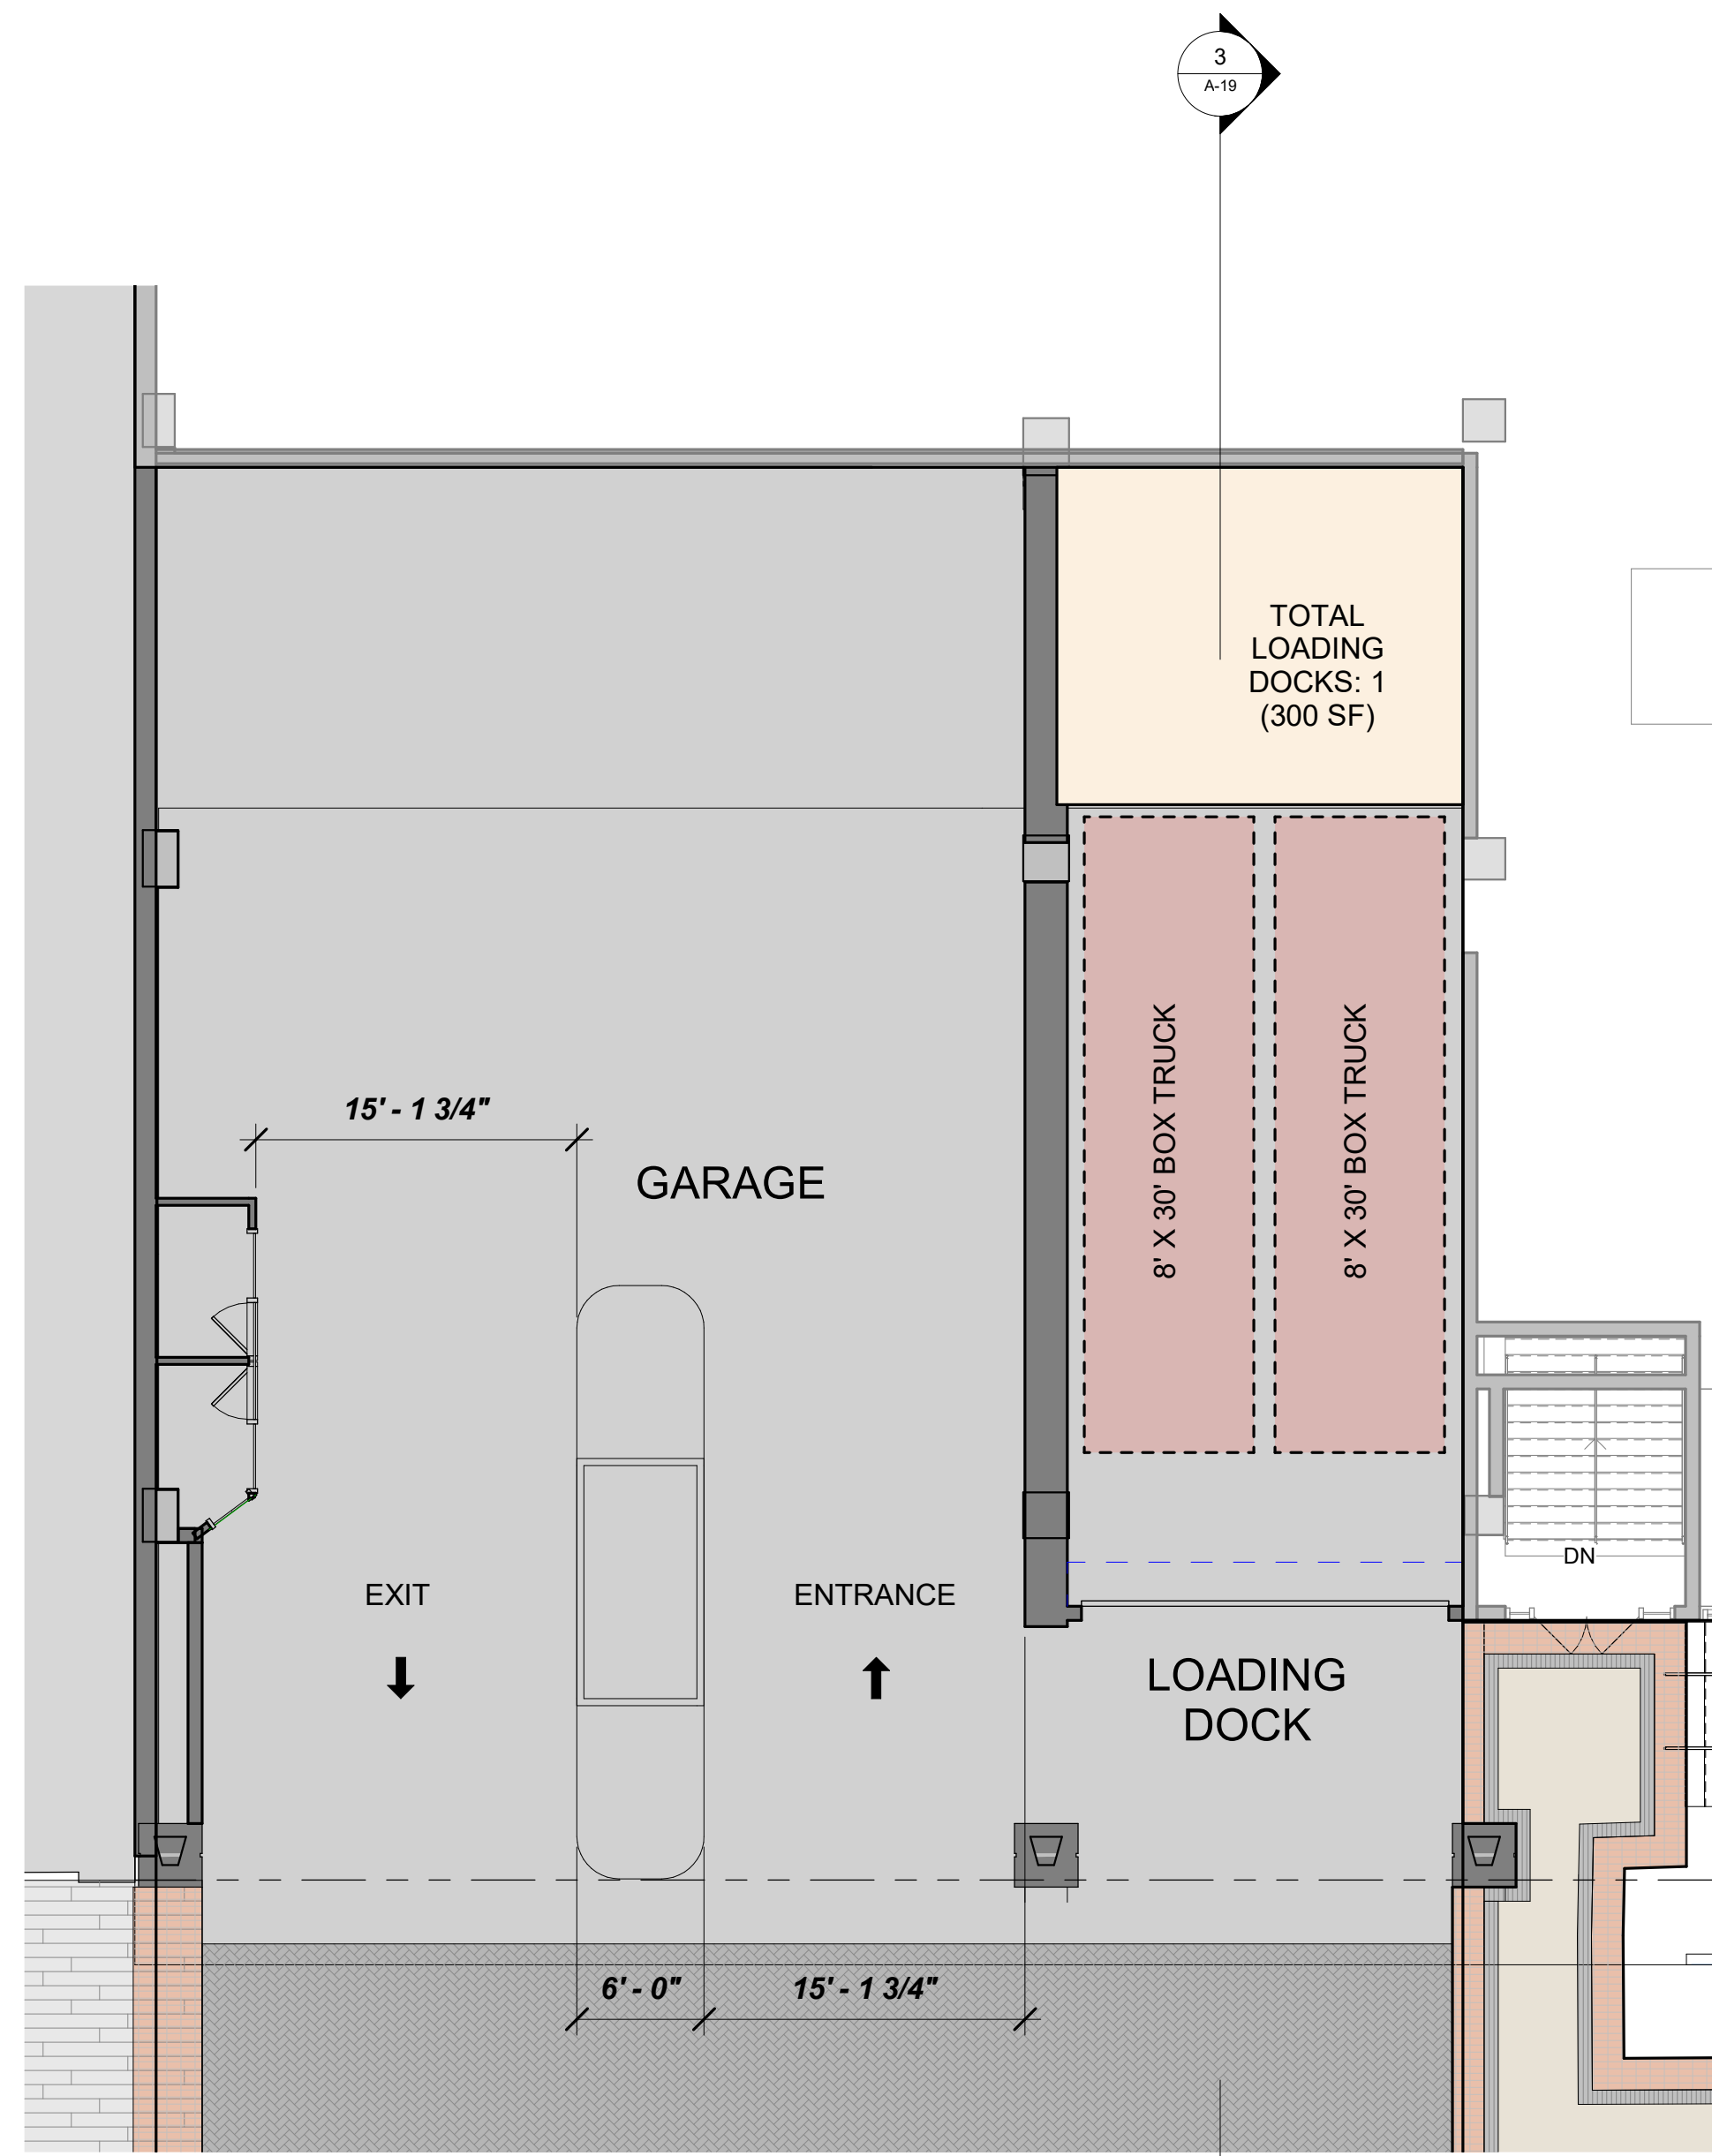 3
A-19
TOTAL
LOADING
DOCKS: 1
(300 SF)
8' X 30' BOX TRUCK
8' X 30' BOX TRUCK
15' - 1 3/4"
GARAGE
DN
EXIT
ENTRANCE
LOADING
DOCK
6' - 0"
15' - 1 3/4"